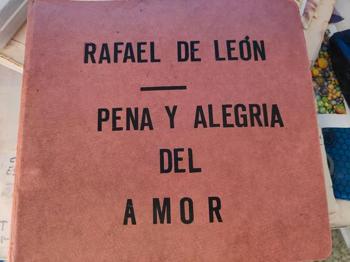 RAFAEL DE LEÓN
PENA Y ALEGRIA
DEL
AMOR